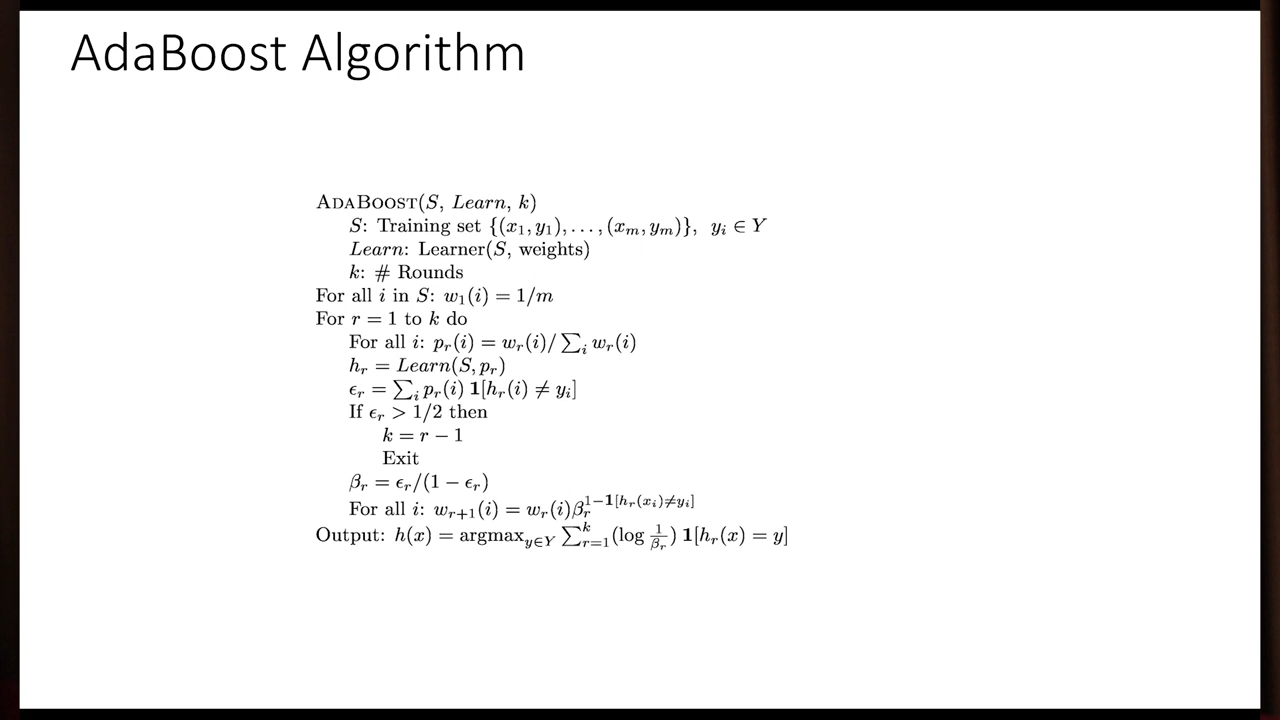 AdaBoost Algorithm
ADABOOST(S, Learn, k)
S: Training set {(x₁, y₁), . . . , (xₘ, yₘ)}, yᵢ ∈ Y
Learn: Learner(S, weights)
k: # Rounds
For all i in S: w₁(i) = 1/m
For r = 1 to k do
For all i: pᵣ(i) = wᵣ(i)/ ∑ᵢ wᵣ(i)
hᵣ = Learn(S, pᵣ)
ϵᵣ = ∑ᵢ pᵣ(i) 1[hᵣ(i) ≠ yᵢ]
If ϵᵣ > 1/2 then
k = r − 1
Exit
βᵣ = ϵᵣ/(1 − ϵᵣ)
For all i: wᵣ₊₁(i) = wᵣ(i)βᵣ^{1−1[hᵣ(xᵢ)≠yᵢ]}
Output: h(x) = argmax_{y∈Y} ∑_{r=1}^{k} (log 1/βᵣ) 1[hᵣ(x) = y]